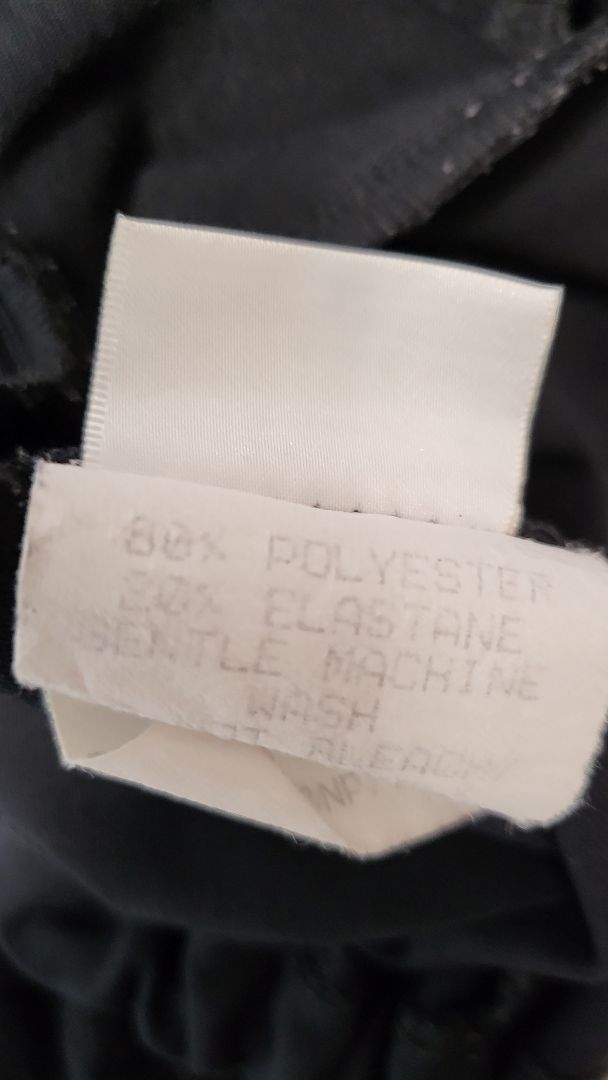 80% POLYESTER
20% ELASTANE
GENTLE MACHINE
WASH
BLEACH